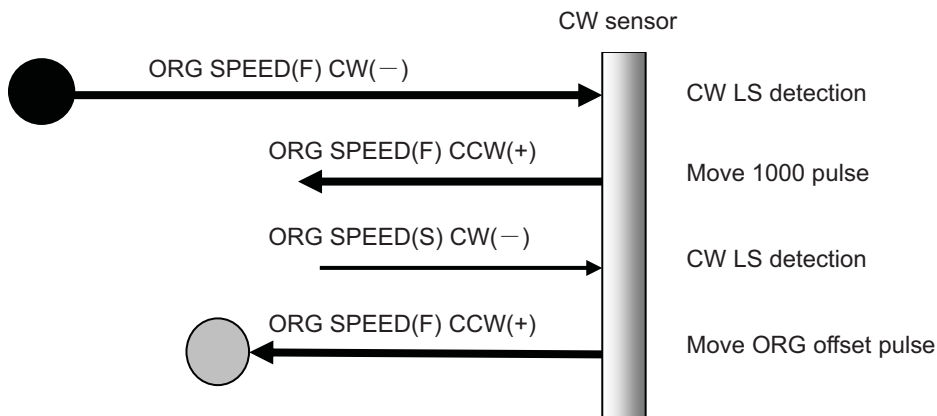 CW sensor
ORG SPEED(F) CW(－)
CW LS detection
ORG SPEED(F) CCW(+)
Move 1000 pulse
ORG SPEED(S) CW(－)
CW LS detection
ORG SPEED(F) CCW(+)
Move ORG offset pulse